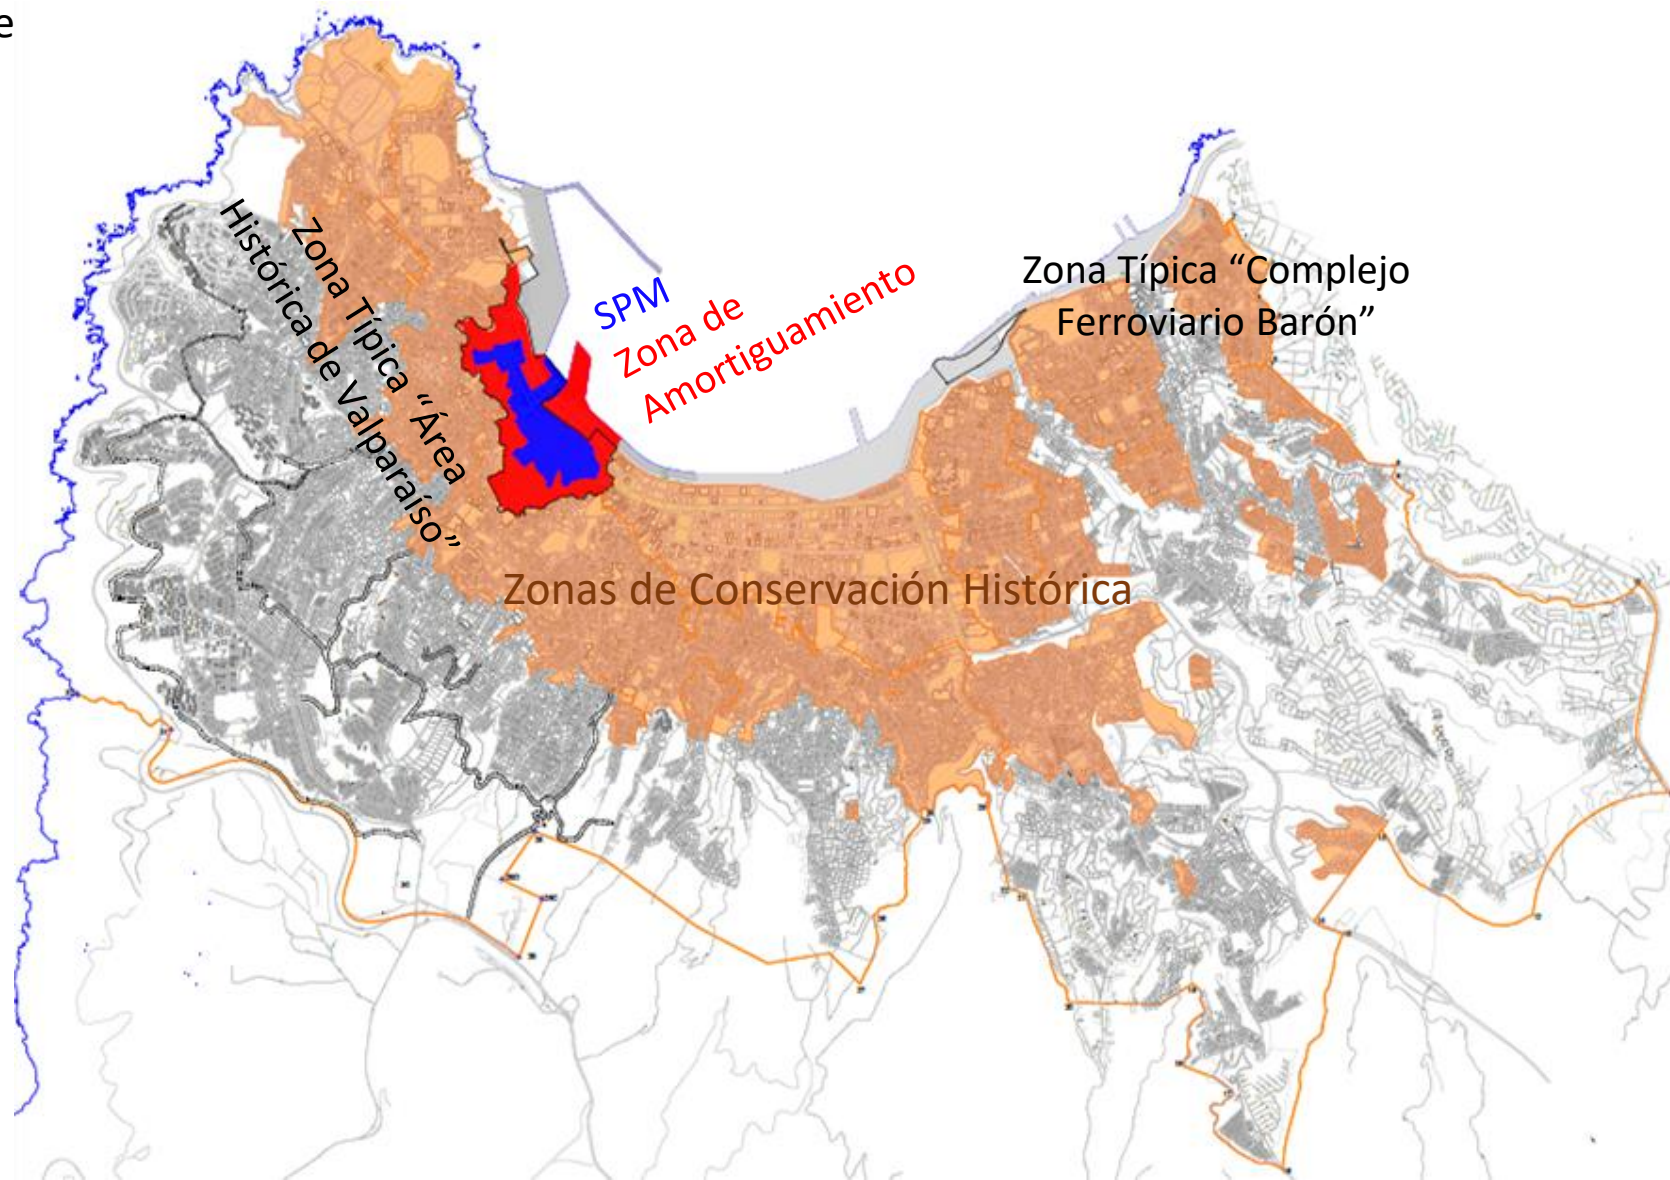 e
Zona Típica “Área
Histórica de Valparaíso”
SPM
Zona de
Amortiguamiento
Zona Típica “Complejo
Ferroviario Barón”
Zonas de Conservación Histórica